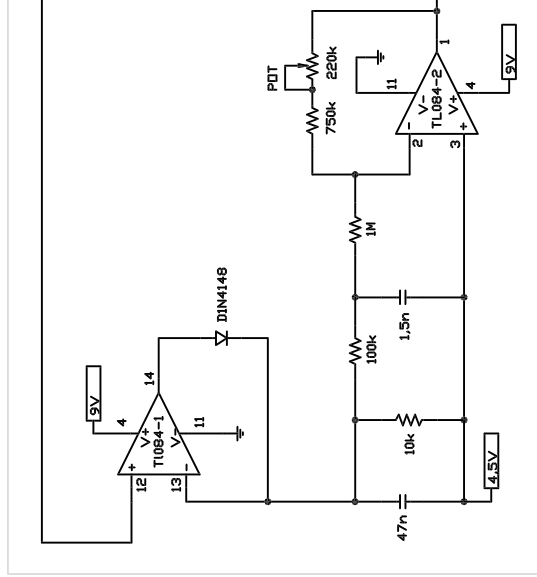 1
9V
220k
POT
11
V-
TL084-2
V+
4
750k
-
+
2
3
1M
D1N4148
1,5n
100k
14
9V
4
V+
Tl084-1
V-
11
10k
4,5V
+
-
12
13
47n